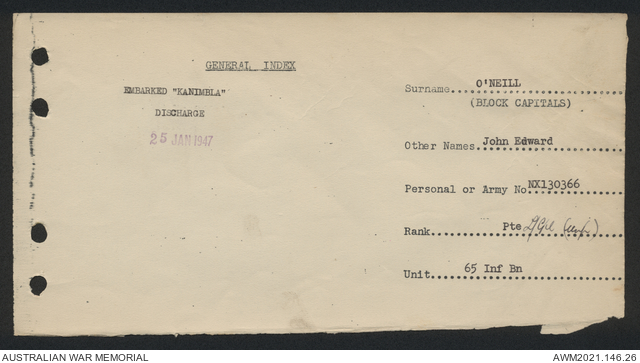 GENERAL INDEX
EMBARKED "KANIMBLA"
DISCHARGE
25 JAN 1947
Surname....O'NEILL
(BLOCK CAPITALS)
Other Names.John Edward
Personal or Army No.NX130366
Rank.....Pte
Unit.....65 Inf Bn
AUSTRALIAN WAR MEMORIAL
AWM2021.146.26